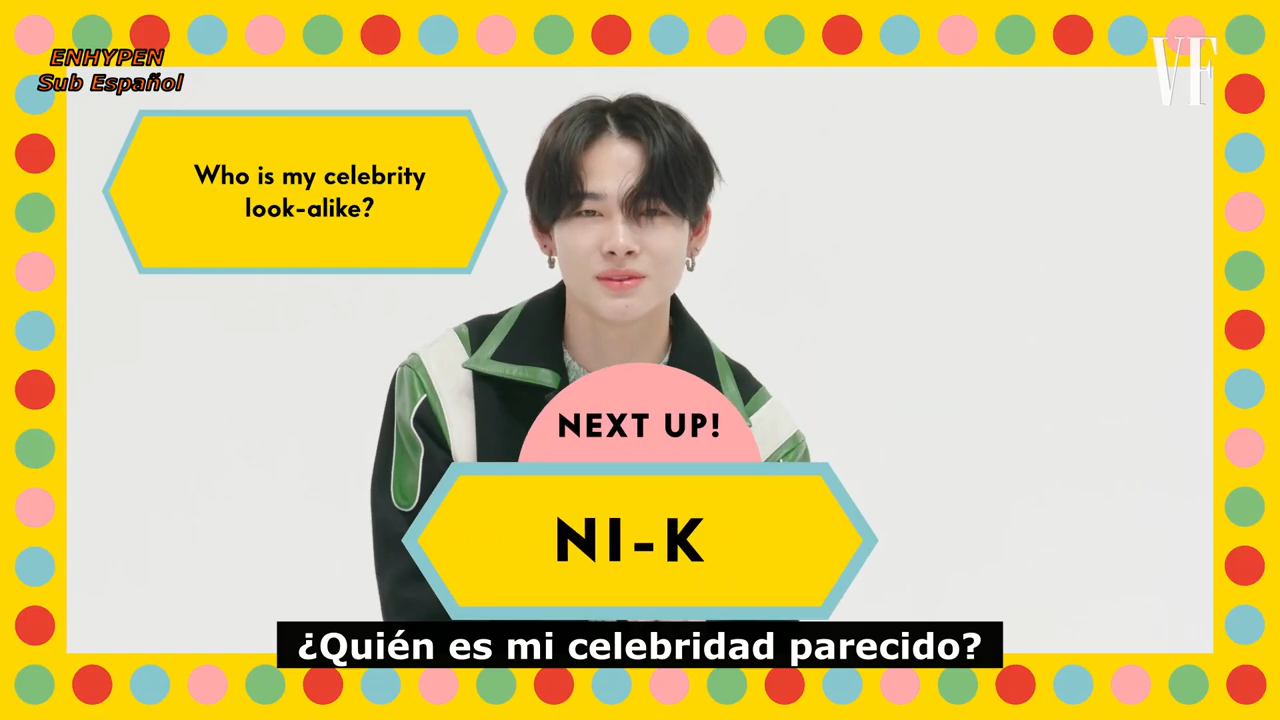 ENHYPEN
Sub Español
VF
Who is my celebrity
look-alike?
NEXT UP!
NI-K
¿Quién es mi celebridad parecido?